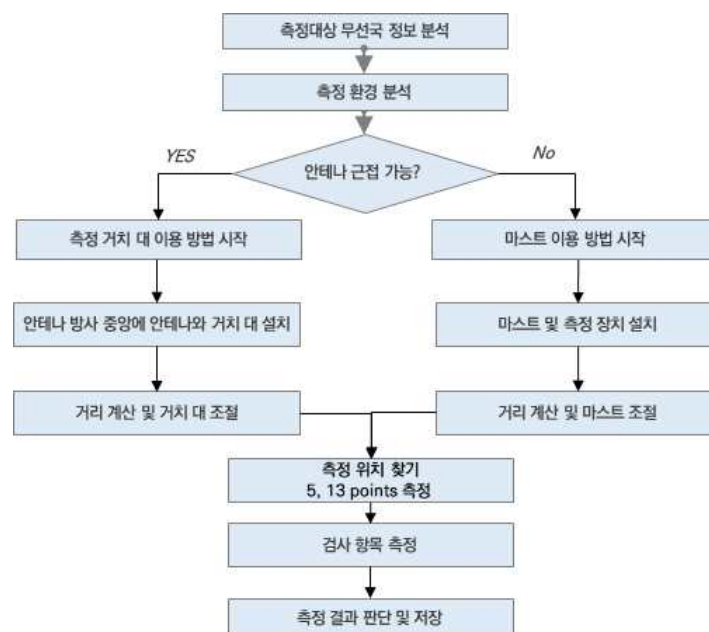 측정대상 무선국 정보 분석
측정 환경 분석
안테나 근접 가능?
YES
No
측정 거치 대 이용 방법 시작
마스트 이용 방법 시작
안테나 방사 중앙에 안테나와 거치 대 설치
마스트 및 측정 장치 설치
거리 계산 및 거치 대 조절
거리 계산 및 마스트 조절
측정 위치 찾기
5, 13 points 측정
검사 항목 측정
측정 결과 판단 및 저장